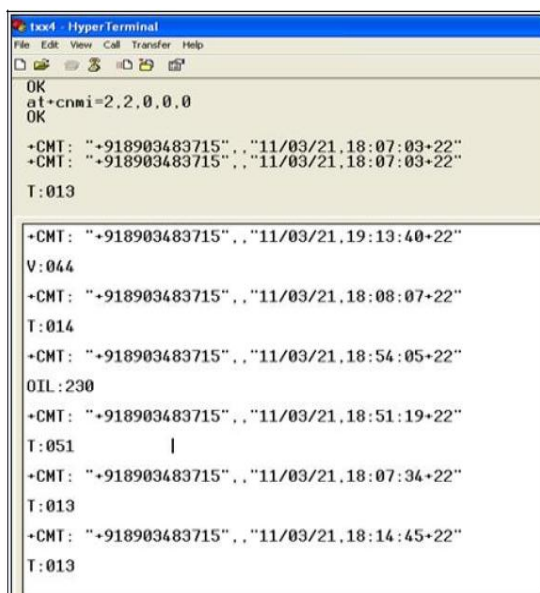 txx4 - HyperTerminal
File Edit View Call Transfer Help
OK
at+cnmi=2,2,0,0,0
OK
+CMT: "+918903483715",,"11/03/21,18:07:03+22"
+CMT: "+918903483715",,"11/03/21,18:07:03+22"
T:013
+CMT: "+918903483715",,"11/03/21,19:13:40+22"
V:044
+CMT: "+918903483715",,"11/03/21,18:08:07+22"
T:014
+CMT: "+918903483715",,"11/03/21,18:54:05+22"
OIL:230
+CMT: "+918903483715",,"11/03/21,18:51:19+22"
T:051
+CMT: "+918903483715",,"11/03/21,18:07:34+22"
T:013
+CMT: "+918903483715",,"11/03/21,18:14:45+22"
T:013